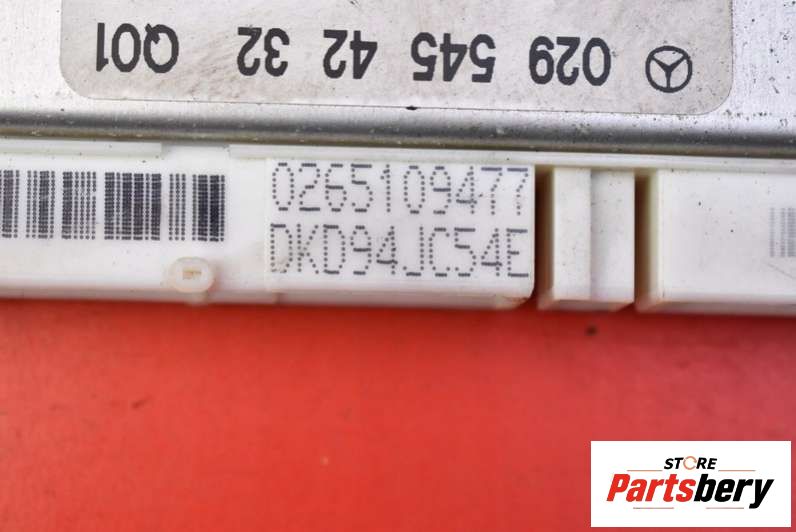 029 545 42 32 Q01
0265109477
DKD94JC54E
STORE
Partsbery